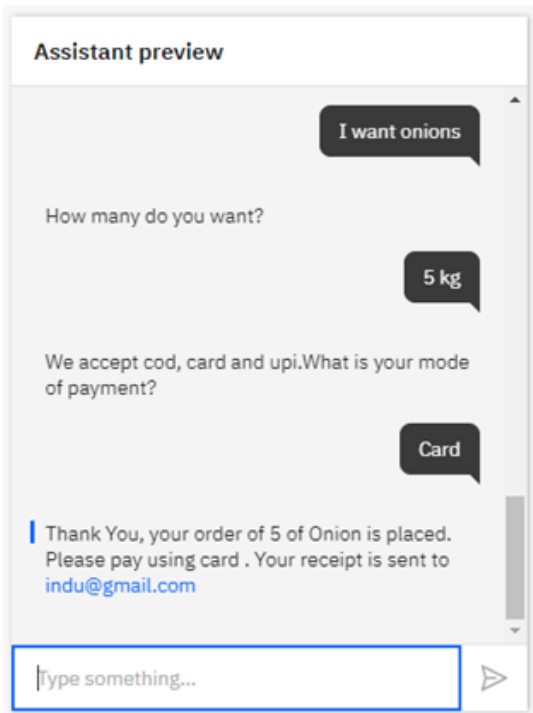 Assistant preview
I want onions
How many do you want?
5 kg
We accept cod, card and upi.What is your mode
of payment?
Card
Thank You, your order of 5 of Onion is placed.
Please pay using card . Your receipt is sent to
indu@gmail.com
Type something...